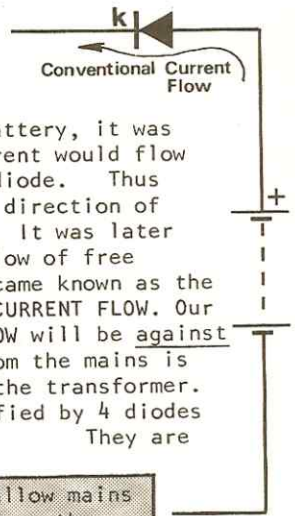 k
Conventional Current
Flow
attery, it was
rent would flow
diode. Thus
direction of
It was later
low of free
came known as the
CURRENT FLOW. Our
OW will be against
om the mains is
the transformer.
fied by 4 diodes
They are
+
llow mains